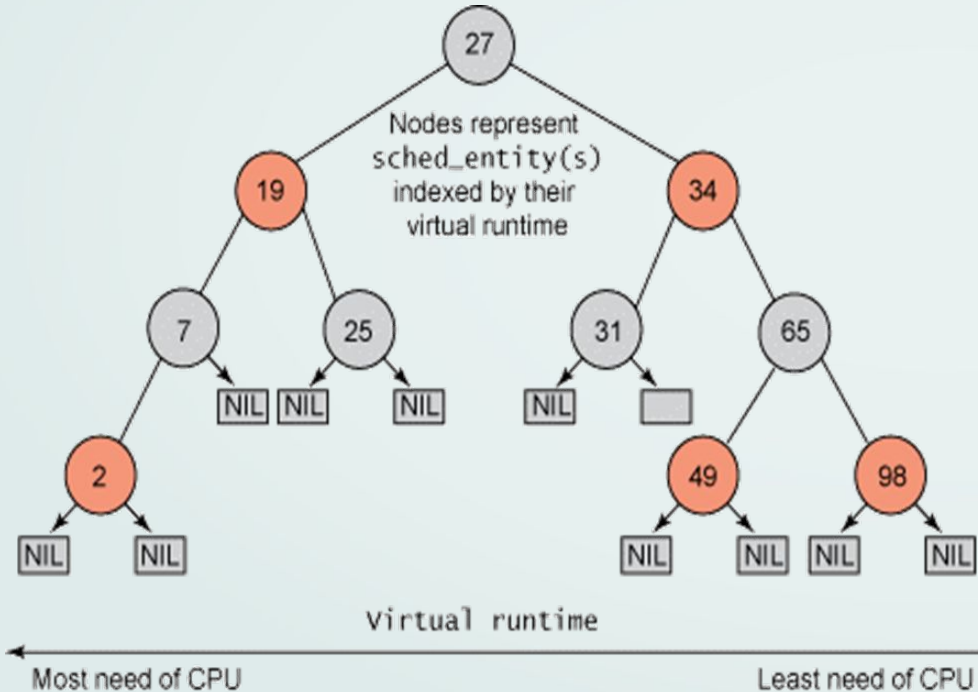 27
Nodes represent
sched_entity(s)
indexed by their
virtual runtime
19
34
7
25
31
65
NIL NIL NIL NIL
2
49
98
NIL NIL NIL NIL NIL NIL
Virtual runtime
Most need of CPU Least need of CPU